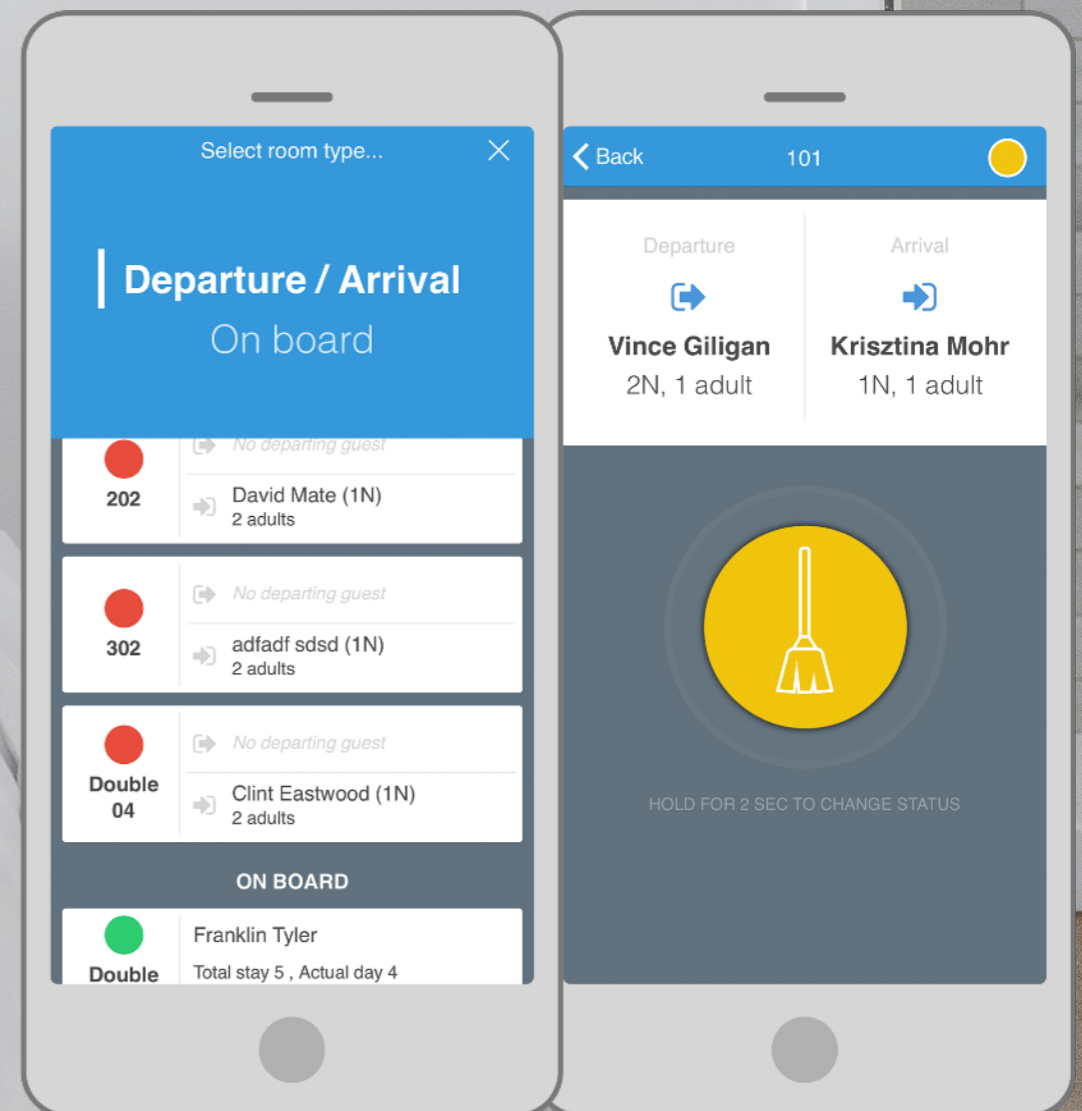 Select room type...
Departure / Arrival
On board
No departing guest
202
David Mate (1N)
2 adults
No departing guest
302
adfadf sdsd (1N)
2 adults
No departing guest
Double
04
Clint Eastwood (1N)
2 adults
ON BOARD
Franklin Tyler
Double
Total stay 5 , Actual day 4
Back
101
Departure
Arrival
Vince Giligan
Krisztina Mohr
2N, 1 adult
1N, 1 adult
HOLD FOR 2 SEC TO CHANGE STATUS